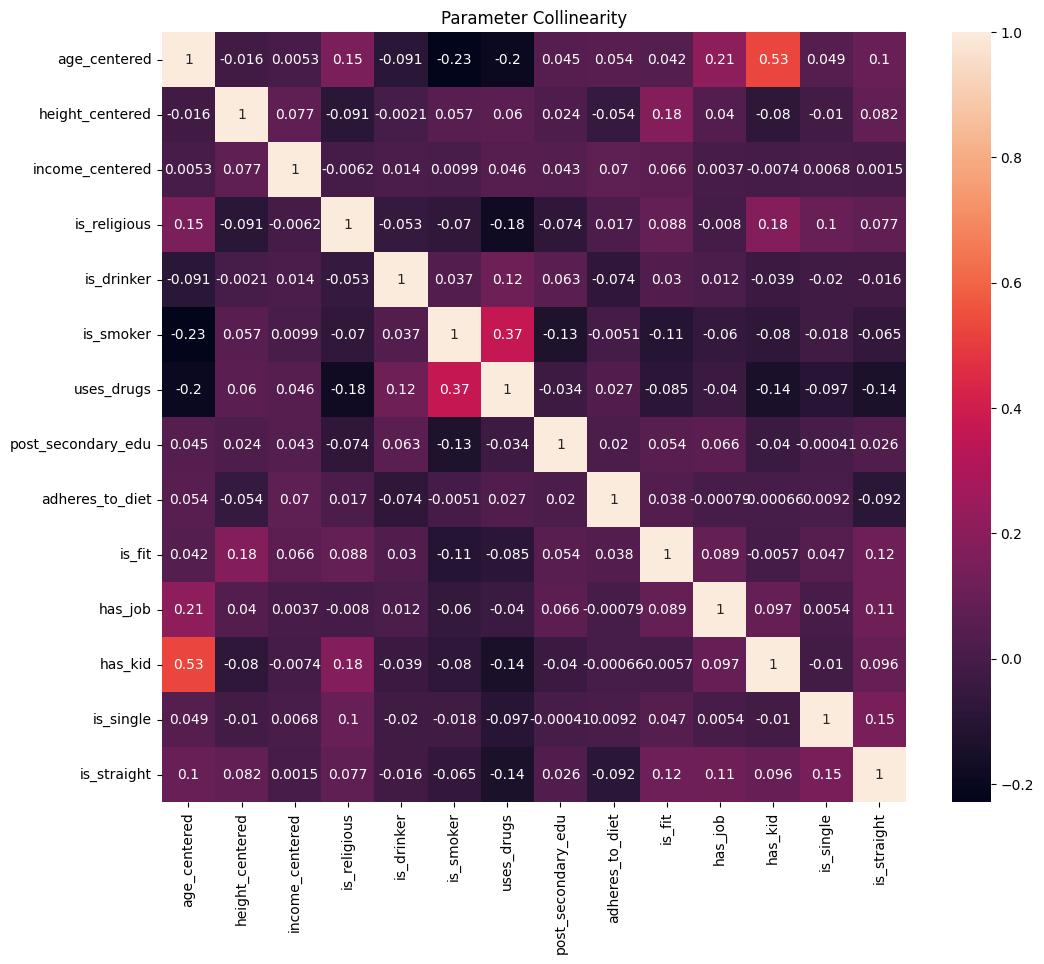 Parameter Collinearity
age_centered 1 -0.016 0.0053 0.15 -0.091 -0.23 -0.2 0.045 0.054 0.042 0.21 0.53 0.049 0.1
height_centered -0.016 1 0.077 -0.091 -0.0021 0.057 0.06 0.024 -0.054 0.18 0.04 -0.08 -0.01 0.082
income_centered 0.0053 0.077 1 -0.0062 0.014 0.0099 0.046 0.043 0.07 0.066 0.0037 -0.0074 0.0068 0.0015
is_religious 0.15 -0.091 -0.0062 1 -0.053 -0.07 -0.18 -0.074 0.017 0.088 -0.008 0.18 0.1 0.077
is_drinker -0.091 -0.0021 0.014 -0.053 1 0.037 0.12 0.063 -0.074 0.03 0.012 -0.039 -0.02 -0.016
is_smoker -0.23 0.057 0.0099 -0.07 0.037 1 0.37 -0.13 -0.0051 -0.11 -0.06 -0.08 -0.018 -0.065
uses_drugs -0.2 0.06 0.046 -0.18 0.12 0.37 1 -0.034 0.027 -0.085 -0.04 -0.14 -0.097 -0.14
post_secondary_edu 0.045 0.024 0.043 -0.074 0.063 -0.13 -0.034 1 0.02 0.054 0.066 -0.04 -0.00041 0.026
adheres_to_diet 0.054 -0.054 0.07 0.017 -0.074 -0.0051 0.027 0.02 1 0.038 -0.00079 -0.00066 0.0092 -0.092
is_fit 0.042 0.18 0.066 0.088 0.03 -0.11 -0.085 0.054 0.038 1 0.089 -0.0057 0.047 0.12
has_job 0.21 0.04 0.0037 -0.008 0.012 -0.06 -0.04 0.066 -0.00079 0.089 1 0.097 0.0054 0.11
has_kid 0.53 -0.08 -0.0074 0.18 -0.039 -0.08 -0.14 -0.04 -0.00066 -0.0057 0.097 1 -0.01 0.096
is_single 0.049 -0.01 0.0068 0.1 -0.02 -0.018 -0.097 -0.00041 0.0092 0.047 0.0054 -0.01 1 0.15
is_straight 0.1 0.082 0.0015 0.077 -0.016 -0.065 -0.14 0.026 -0.092 0.12 0.11 0.096 0.15 1
age_centered
height_centered
income_centered
is_religious
is_drinker
is_smoker
uses_drugs
post_secondary_edu
adheres_to_diet
is_fit
has_job
has_kid
is_single
is_straight
1.0
0.8
0.6
0.4
0.2
0.0
−0.2